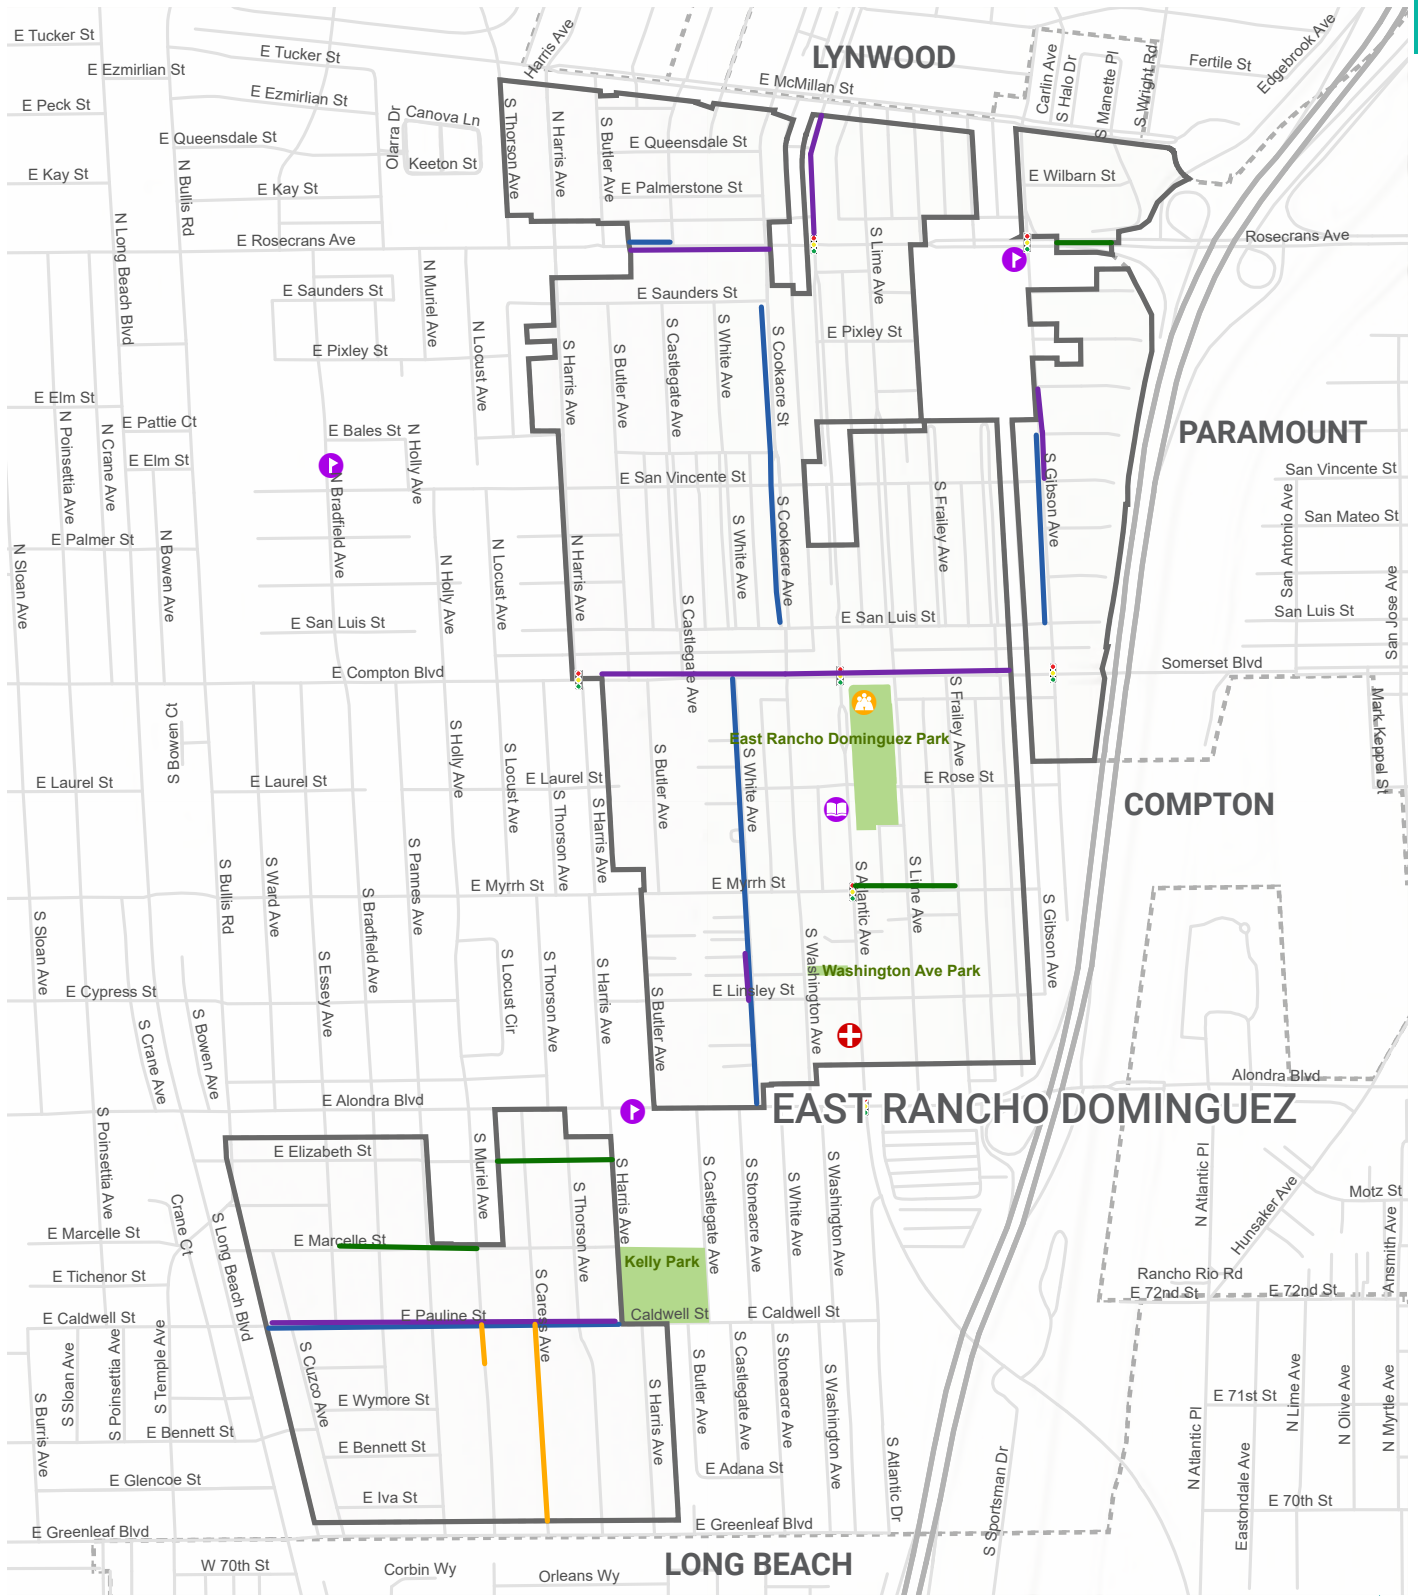 LYNWOOD
Harris Ave
E Tucker St
E Tucker St
E Ezmirlian St
E Ezmirlian St
E McMillan St
Carlin Ave
S Halo Dr
S Manette Pl
S Wright Rd
Fertile St
Edgebrook Ave
E Peck St
Olarra Dr
Canova Ln
Keeton St
S Thorson Ave
N Harris Ave
S Butler Ave
E Queensdale St
E Queensdale St
E Palmerstone St
E Wilbarn St
E Kay St
E Kay St
N Bullis Rd
N Long Beach Blvd
E Rosecrans Ave
Rosecrans Ave
S Lime Ave
N Muriel Ave
E Saunders St
E Saunders St
E Pixley St
E Pixley St
N Locust Ave
S Harris Ave
S Butler Ave
S Castlegate Ave
S White Ave
S Cookacre St
E Elm St
E Pattie Ct
E Elm St
N Poinsettia Ave
N Crane Ave
E Bales St
N Holly Ave
PARAMOUNT
San Vincente St
San Mateo St
San Antonio Ave
E San Vincente St
S Gibson Ave
S Frailey Ave
N Bradfield Ave
S Cookacre Ave
S White Ave
E Palmer St
N Sloan Ave
N Bowen Ave
N Holly Ave
N Locust Ave
N Harris Ave
San Jose Ave
San Luis St
E San Luis St
E San Luis St
S Castlegate Ave
E Compton Blvd
Somerset Blvd
S Frailey Ave
Mark Keppel St
S Bowen Ct
S Holly Ave
S Locust Ave
S Butler Ave
S White Ave
East Rancho Dominguez Park
E Laurel St
E Laurel St
E Laurel St
E Rose St
S Thorson Ave
S Harris Ave
COMPTON
S Bullis Rd
S Ward Ave
S Pannes Ave
S Bradfield Ave
E Myrrh St
E Myrrh St
S Atlantic Ave
S Lime Ave
S Gibson Ave
S Sloan Ave
S Essey Ave
S Locust Cir
S Thorson Ave
S Harris Ave
S Butler Ave
S Washington Ave
Washington Ave Park
E Cypress St
E Linsley St
S Crane Ave
S Bowen Ave
Alondra Blvd
E Alondra Blvd
EAST RANCHO DOMINGUEZ
S Poinsettia Ave
E Elizabeth St
S Muriel Ave
S Thorson Ave
S Harris Ave
S Castlegate Ave
S Stoneacre Ave
S White Ave
S Washington Ave
N Atlantic Pl
Hunsaker Ave
Motz St
Ansmith Ave
Crane Ct
S Long Beach Blvd
E Marcelle St
E Marcelle St
Kelly Park
E Tichenor St
Rancho Rio Rd
E 72nd St
E 72nd St
E Caldwell St
E Pauline St
S Caress Ave
Caldwell St
E Caldwell St
S Burris Ave
S Sloan Ave
S Poinsettia Ave
S Temple Ave
S Cuzco Ave
S Harris Ave
S Butler Ave
S Castlegate Ave
S Stoneacre Ave
S Washington Ave
E Wymore St
E 71st St
N Atlantic Pl
N Lime Ave
N Olive Ave
N Myrtle Ave
E Bennett St
E Bennett St
E Adana St
S Atlantic Dr
S Sportsman Dr
Eastondale Ave
E Glencoe St
E Iva St
E 70th St
E Greenleaf Blvd
E Greenleaf Blvd
W 70th St
Corbin Wy
Orleans Wy
LONG BEACH